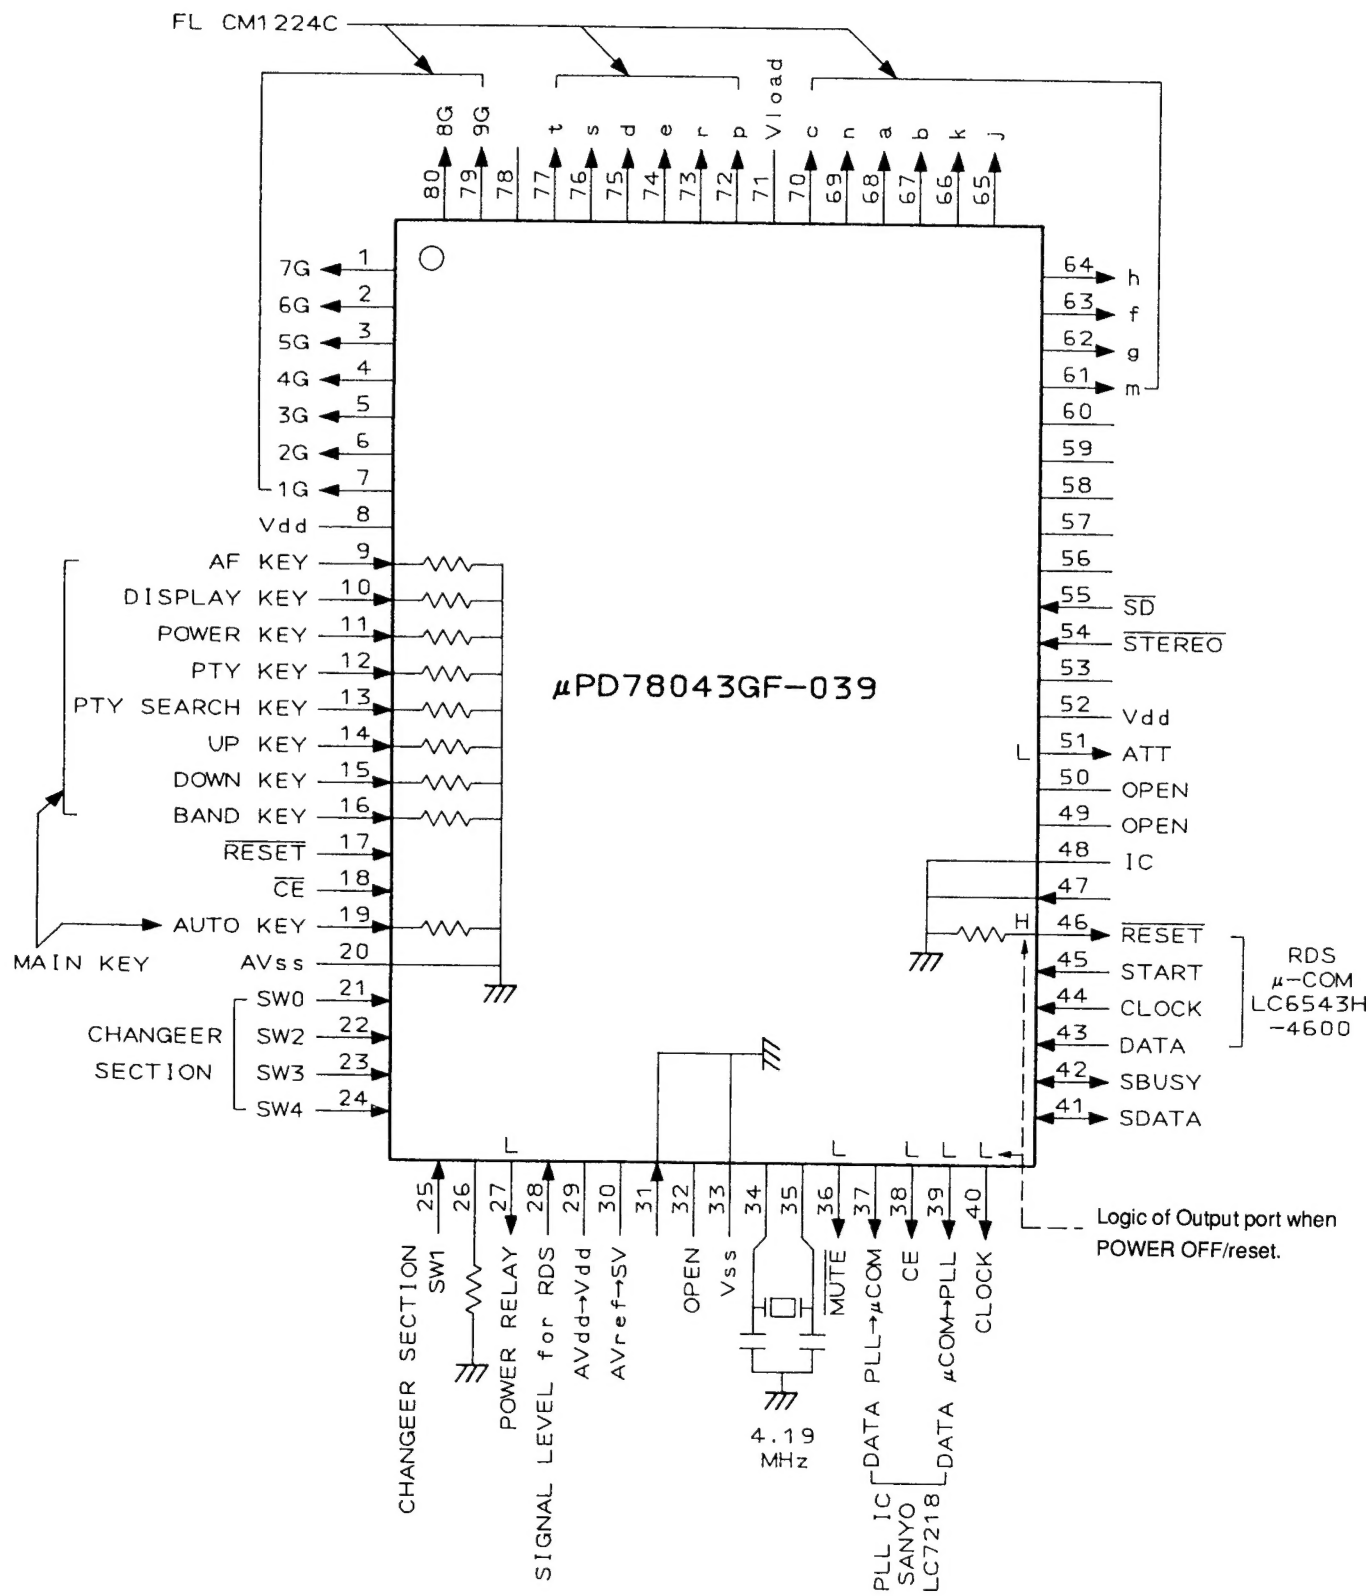 FL CM1224C
8G
9G
t
s
d
e
r
p
Vload
c
n
a
b
k
j
80
79
78
77
76
75
74
73
72
71
70
69
68
67
66
65
7G 1
6G 2
5G 3
4G 4
3G 5
2G 6
1G 7
Vdd 8
AF KEY 9
DISPLAY KEY 10
POWER KEY 11
PTY KEY 12
PTY SEARCH KEY 13
UP KEY 14
DOWN KEY 15
BAND KEY 16
RESET 17
CE 18
AUTO KEY 19
MAIN KEY
AVss 20
SW0 21
SW2 22
SW3 23
SW4 24
CHANGEER
SECTION
μPD78043GF-039
64 h
63 f
62 g
61 m
60
59
58
57
56
55 SD
54 STEREO
53
52 Vdd
L 51 ATT
50 OPEN
49 OPEN
48 IC
47
H 46 RESET
45 START
44 CLOCK
43 DATA
42 SBUSY
41 SDATA
RDS
μ-COM
LC6543H
-4600
L
L
L
L
L
25
26
27
28
29
30
31
32
33
34
35
36
37
38
39
40
CHANGEER SECTION
SW1
POWER RELAY
SIGNAL LEVEL for RDS
AVdd→Vdd
AVref→SV
OPEN
Vss
4.19
MHz
MUTE
DATA PLL→μCOM
CE
DATA μCOM→PLL
CLOCK
PLL IC
SANYO
LC7218
Logic of Output port when
POWER OFF/reset.